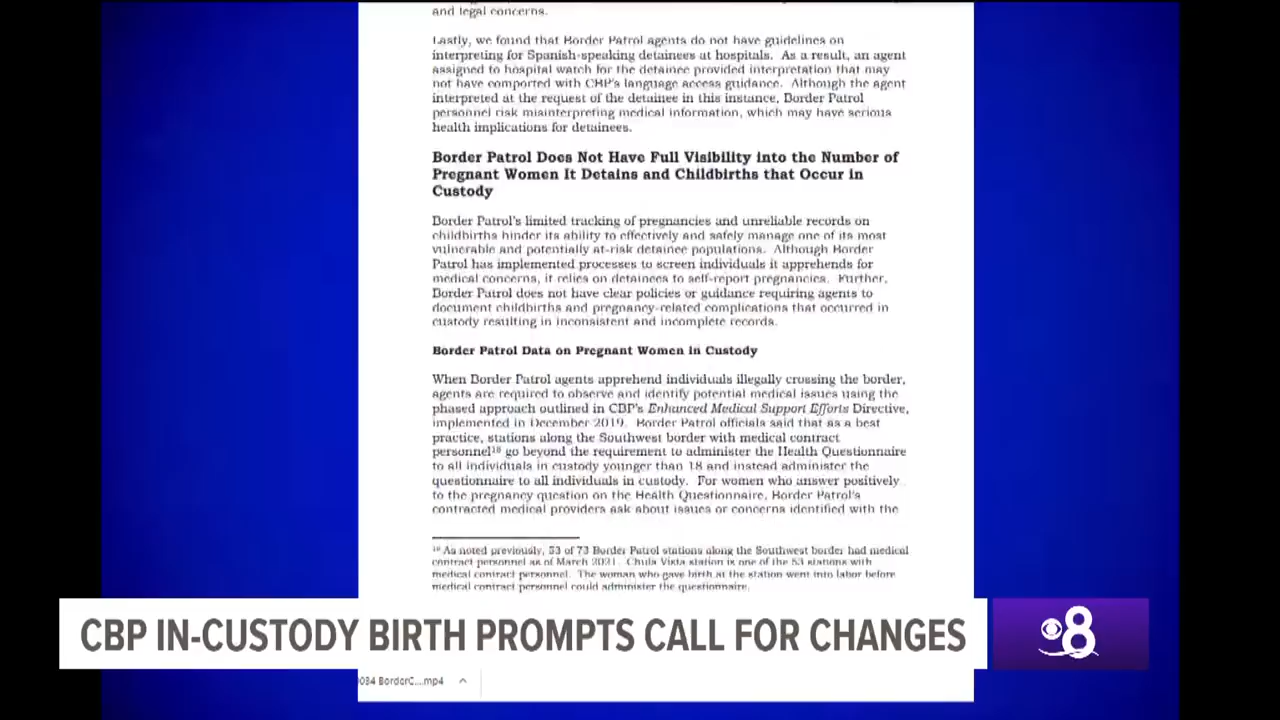 and legal concerns.
Lastly, we found that Border Patrol agents do not have guidelines on
interpreting for Spanish-speaking detainees at hospitals. As a result, an agent
assigned to hospital watch for the detainee provided interpretation that may
not have comported with CBP's language access guidance. Although the agent
interpreted at the request of the detainee in this instance, Border Patrol
personnel risk misinterpreting medical information, which may have serious
health implications for detainees.
Border Patrol Does Not Have Full Visibility into the Number of
Pregnant Women It Detains and Childbirths that Occur in
Custody
Border Patrol's limited tracking of pregnancies and unreliable records on
childbirths hinder its ability to effectively and safely manage one of its most
vulnerable and potentially at-risk detainee populations. Although Border
Patrol has implemented processes to screen individuals it apprehends for
medical concerns, it relies on detainees to self-report pregnancies. Further,
Border Patrol does not have clear policies or guidance requiring agents to
document childbirths and pregnancy-related complications that occurred in
custody resulting in inconsistent and incomplete records.
Border Patrol Data on Pregnant Women in Custody
When Border Patrol agents apprehend individuals illegally crossing the border,
agents are required to observe and identify potential medical issues using the
phased approach outlined in CBP's Enhanced Medical Support Efforts Directive,
implemented in December 2019. Border Patrol officials said that as a best
practice, stations along the Southwest border with medical contract
personnel¹⁸ go beyond the requirement to administer the Health Questionnaire
to all individuals in custody younger than 18 and instead administer the
questionnaire to all individuals in custody. For women who answer positively
to the pregnancy question on the Health Questionnaire, Border Patrol's
contracted medical providers ask about issues or concerns identified with the
¹⁸ As noted previously, 53 of 73 Border Patrol stations along the Southwest border had medical
contract personnel as of March 2021. Chula Vista station is one of the 53 stations with
medical contract personnel. The woman who gave birth at the station went into labor before
medical contract personnel could administer the questionnaire.
CBP IN-CUSTODY BIRTH PROMPTS CALL FOR CHANGES
8
034 BorderC....mp4